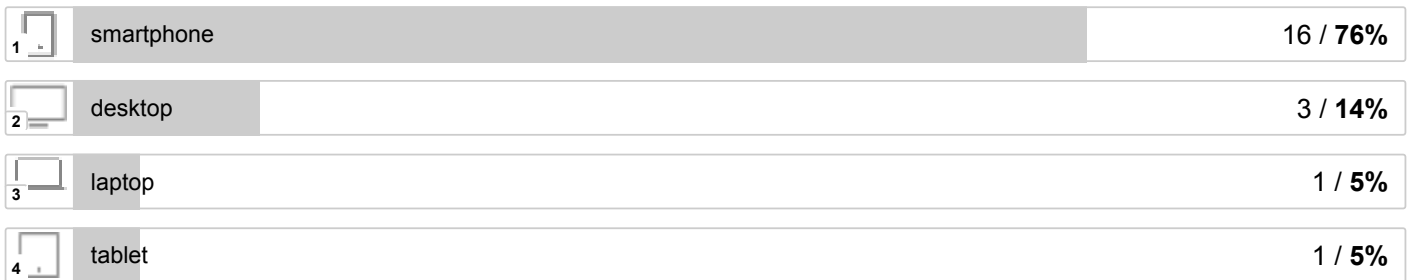 1 smartphone 16 / 76%
2 desktop 3 / 14%
3 laptop 1 / 5%
4 tablet 1 / 5%